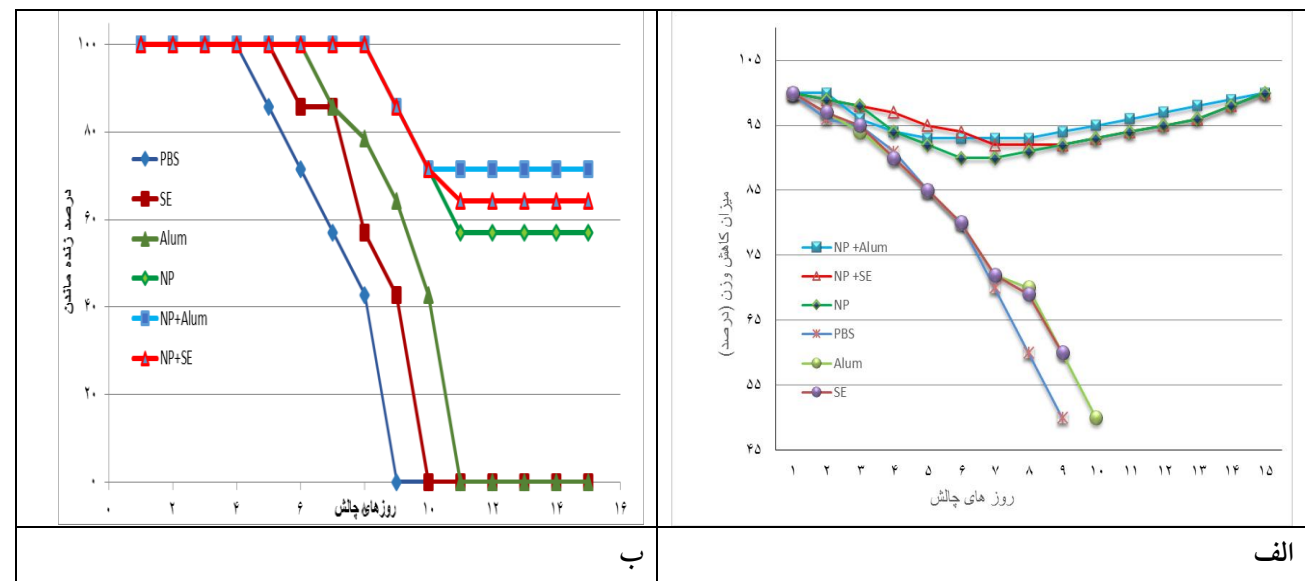 ۱۰۰
۸۰
۶۰
۴۰
۲۰
۰
درصد زنده ماندن
PBS
SE
Alum
NP
NP+Alum
NP+SE
۰ ۲ ۴ ۶ ۸ ۱۰ ۱۲ ۱۴ ۱۶
روزهای چالش
ب
۱۰۵
۹۵
۸۵
۷۵
۶۵
۵۵
۴۵
میزان کاهش وزن (درصد)
NP +Alum
NP +SE
NP
PBS
Alum
SE
۱ ۲ ۳ ۴ ۵ ۶ ۷ ۸ ۹ ۱۰ ۱۱ ۱۲ ۱۳ ۱۴ ۱۵
روز های چالش
الف